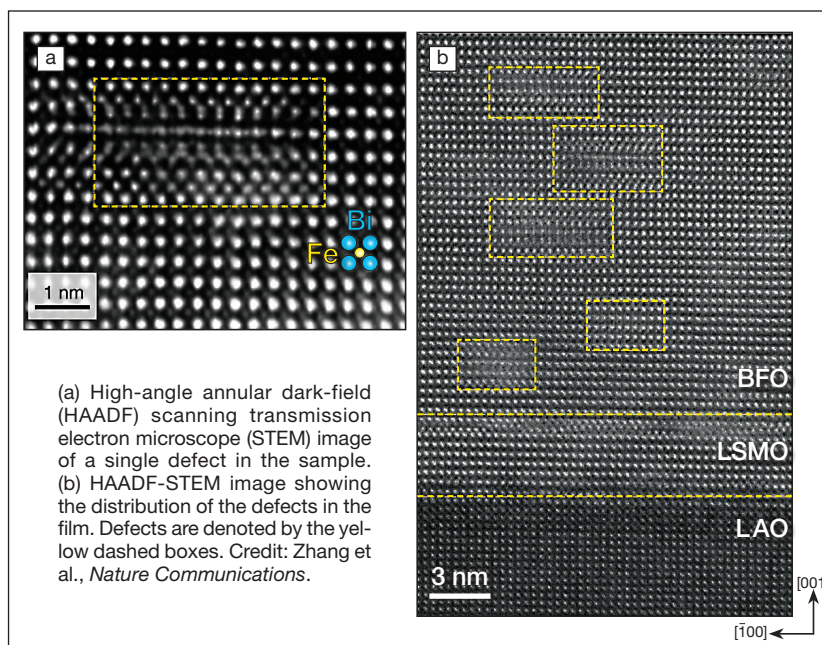 a
Bi
Fe
1 nm
(a) High-angle annular dark-field
(HAADF) scanning transmission
electron microscope (STEM) image
of a single defect in the sample.
(b) HAADF-STEM image showing
the distribution of the defects in the
film. Defects are denoted by the yel-
low dashed boxes. Credit: Zhang et
al., Nature Communications.
b
BFO
LSMO
LAO
3 nm
[001]
[1̄00]